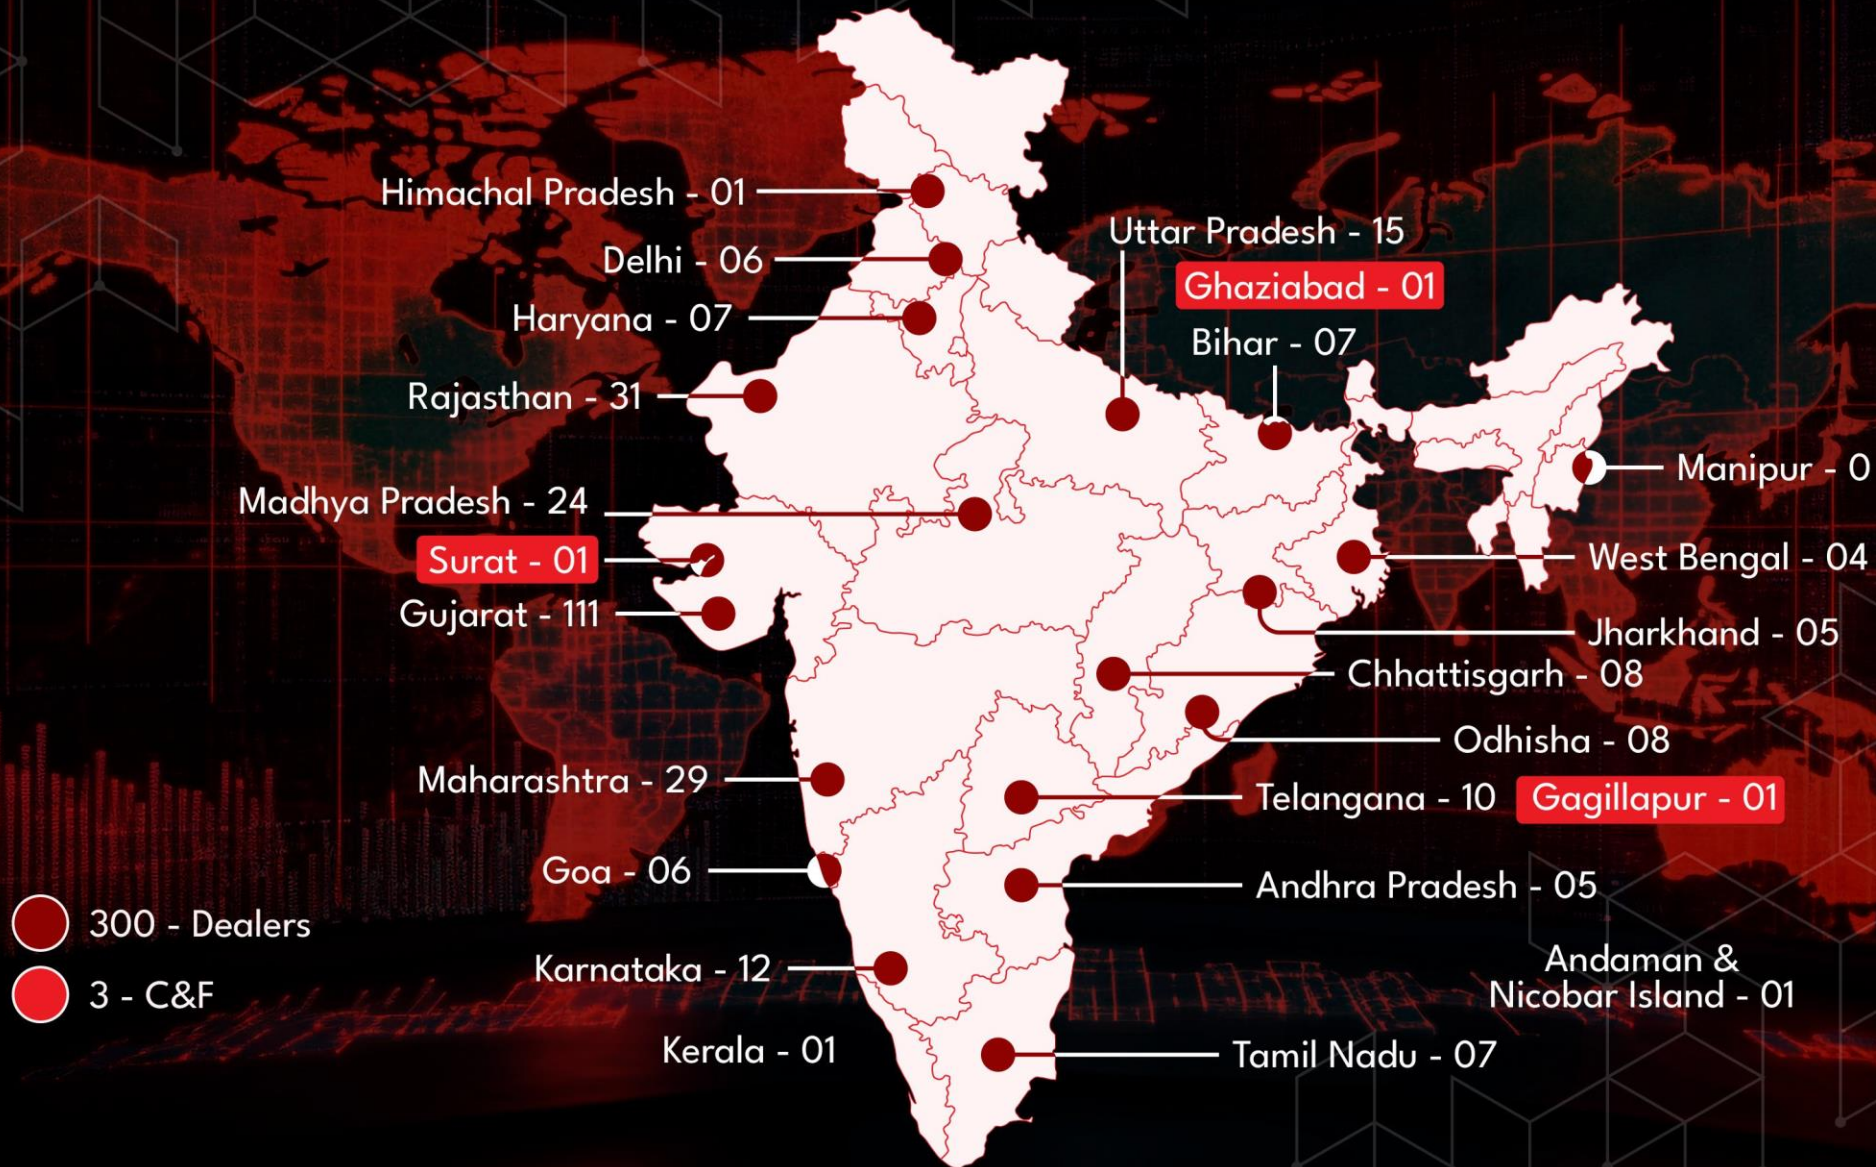 Himachal Pradesh - 01
Delhi - 06
Haryana - 07
Rajasthan - 31
Madhya Pradesh - 24
Surat - 01
Gujarat - 111
Maharashtra - 29
Goa - 06
Karnataka - 12
Kerala - 01
300 - Dealers
3 - C&F
Uttar Pradesh - 15
Ghaziabad - 01
Bihar - 07
Manipur - 0
West Bengal - 04
Jharkhand - 05
Chhattisgarh - 08
Odhisha - 08
Telangana - 10 Gagillapur - 01
Andhra Pradesh - 05
Andaman &
Nicobar Island - 01
Tamil Nadu - 07